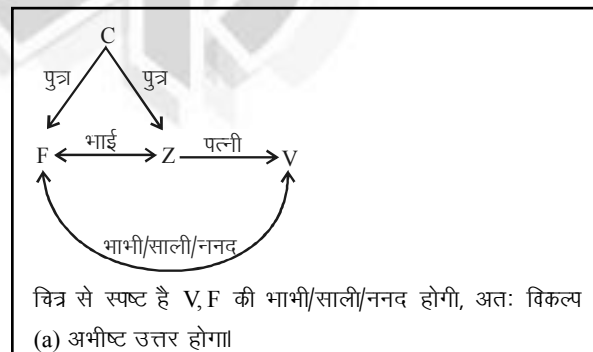 C
पुत्र पुत्र
F भाई Z पत्नी V
भाभी/साली/ननद
चित्र से स्पष्ट है V, F की भाभी/साली/ननद होगी, अतः विकल्प
(a) अभीष्ट उत्तर होगा।